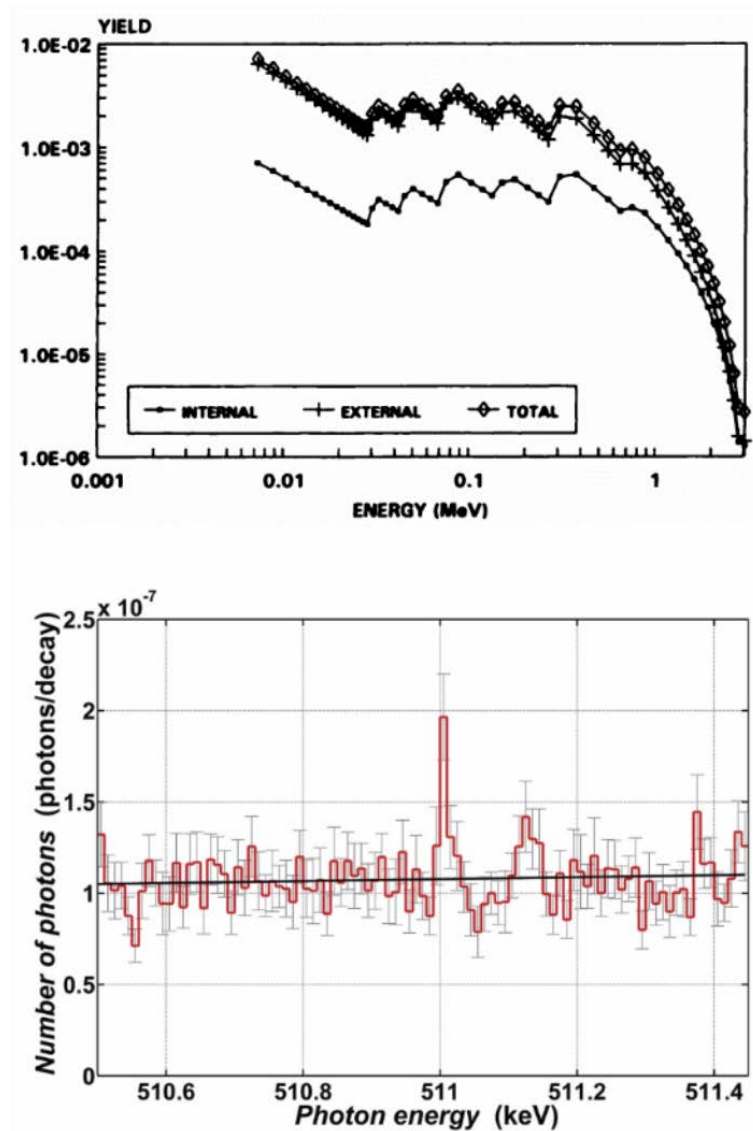 YIELD
1.0E-02
1.0E-03
1.0E-04
1.0E-05
1.0E-06
INTERNAL EXTERNAL TOTAL
0.001 0.01 0.1 1
ENERGY (MeV)
x 10⁻⁷
2.5
2
1.5
1
0.5
0
Number of photons (photons/decay)
510.6 510.8 511 511.2 511.4
Photon energy (keV)